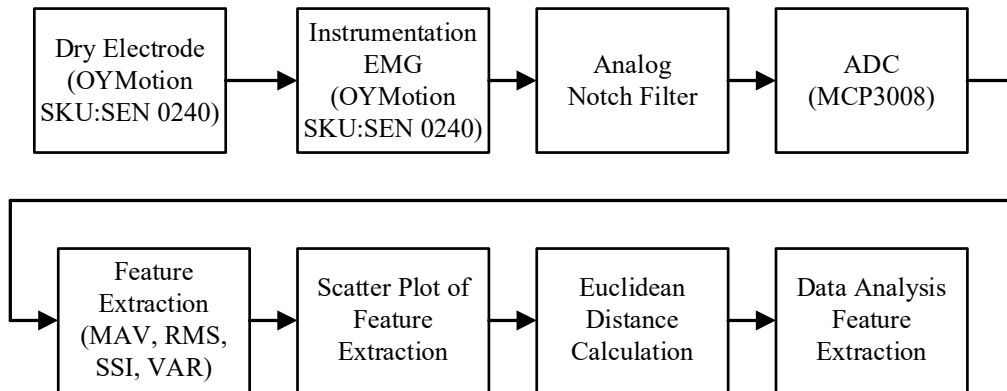 Dry Electrode
(OYMotion
SKU:SEN 0240)
Instrumentation
EMG
(OYMotion
SKU:SEN 0240)
Analog
Notch Filter
ADC
(MCP3008)
Feature
Extraction
(MAV, RMS,
SSI, VAR)
Scatter Plot of
Feature
Extraction
Euclidean
Distance
Calculation
Data Analysis
Feature
Extraction